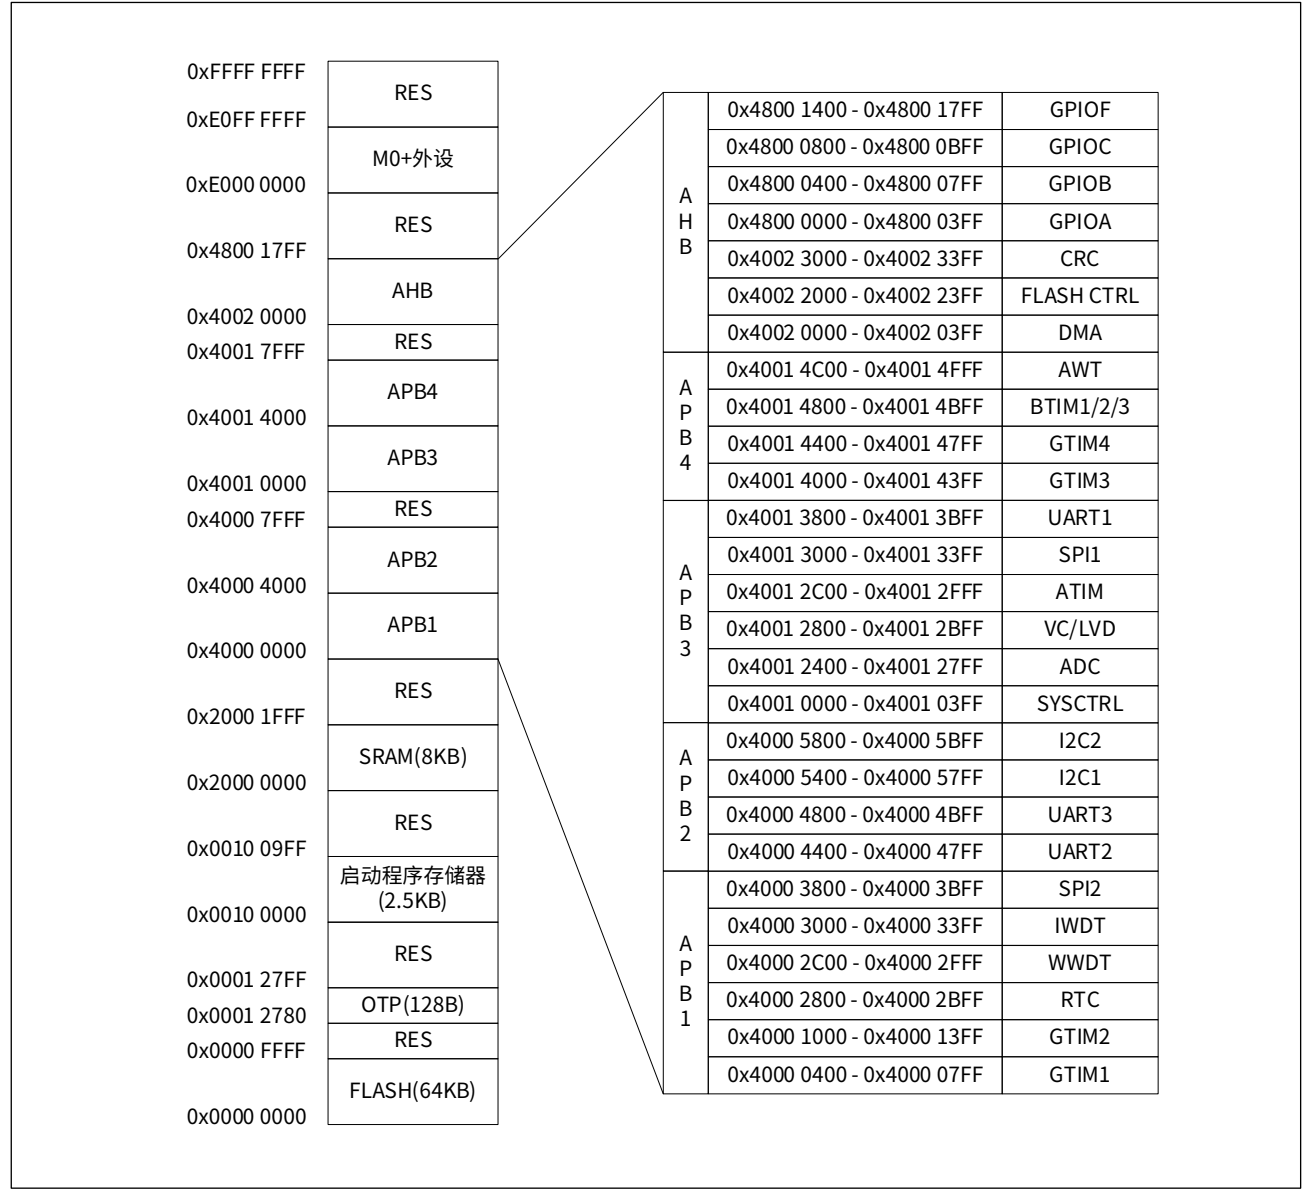 0xFFFF FFFF
RES
0xE0FF FFFF
M0+外设
0xE000 0000
RES
0x4800 17FF
AHB
0x4002 0000
RES
0x4001 7FFF
APB4
0x4001 4000
APB3
0x4001 0000
RES
0x4000 7FFF
APB2
0x4000 4000
APB1
0x4000 0000
RES
0x2000 1FFF
SRAM(8KB)
0x2000 0000
RES
0x0010 09FF
启动程序存储器
(2.5KB)
0x0010 0000
RES
0x0001 27FF
OTP(128B)
0x0001 2780
RES
0x0000 FFFF
FLASH(64KB)
0x0000 0000
AHB
0x4800 1400 - 0x4800 17FF GPIOF
0x4800 0800 - 0x4800 0BFF GPIOC
0x4800 0400 - 0x4800 07FF GPIOB
0x4800 0000 - 0x4800 03FF GPIOA
0x4002 3000 - 0x4002 33FF CRC
0x4002 2000 - 0x4002 23FF FLASH CTRL
0x4002 0000 - 0x4002 03FF DMA
APB4
0x4001 4C00 - 0x4001 4FFF AWT
0x4001 4800 - 0x4001 4BFF BTIM1/2/3
0x4001 4400 - 0x4001 47FF GTIM4
0x4001 4000 - 0x4001 43FF GTIM3
APB3
0x4001 3800 - 0x4001 3BFF UART1
0x4001 3000 - 0x4001 33FF SPI1
0x4001 2C00 - 0x4001 2FFF ATIM
0x4001 2800 - 0x4001 2BFF VC/LVD
0x4001 2400 - 0x4001 27FF ADC
0x4001 0000 - 0x4001 03FF SYSCTRL
APB2
0x4000 5800 - 0x4000 5BFF I2C2
0x4000 5400 - 0x4000 57FF I2C1
0x4000 4800 - 0x4000 4BFF UART3
0x4000 4400 - 0x4000 47FF UART2
APB1
0x4000 3800 - 0x4000 3BFF SPI2
0x4000 3000 - 0x4000 33FF IWDT
0x4000 2C00 - 0x4000 2FFF WWDT
0x4000 2800 - 0x4000 2BFF RTC
0x4000 1000 - 0x4000 13FF GTIM2
0x4000 0400 - 0x4000 07FF GTIM1